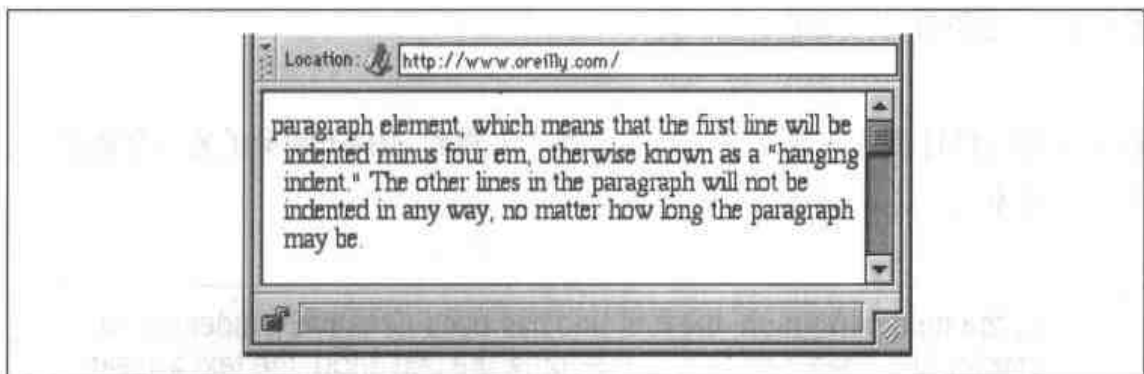 Location: http://www.oreilly.com/
paragraph element, which means that the first line will be
indented minus four em, otherwise known as a "hanging
indent." The other lines in the paragraph will not be
indented in any way, no matter how long the paragraph
may be.